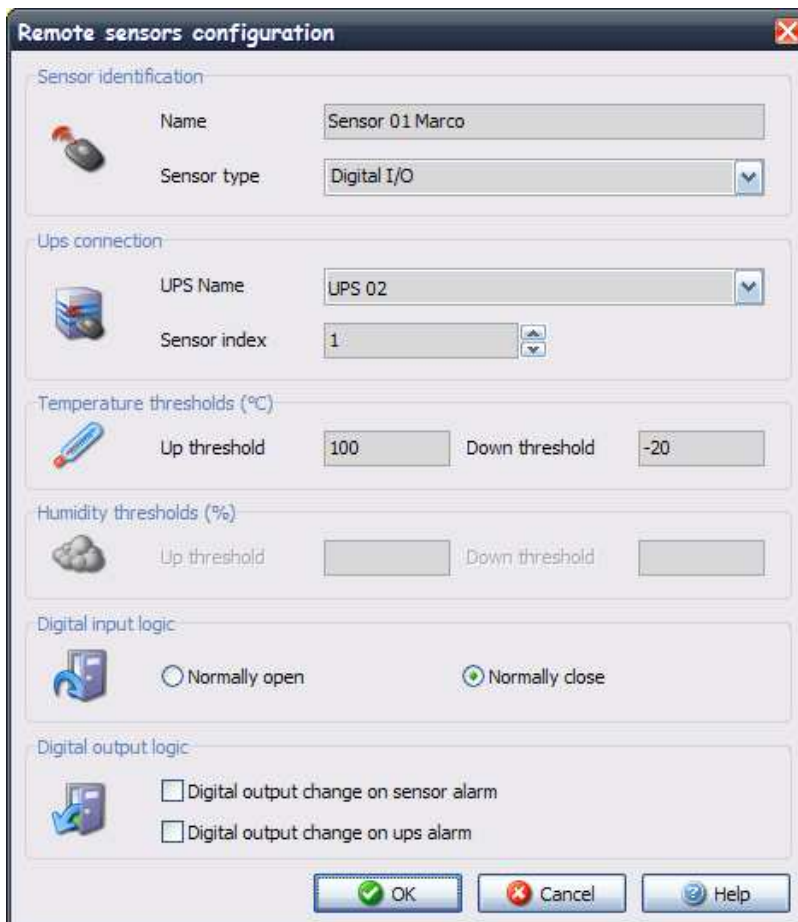 Remote sensors configuration
Sensor identification
Name Sensor 01 Marco
Sensor type Digital I/O
Ups connection
UPS Name UPS 02
Sensor index 1
Temperature thresholds (°C)
Up threshold 100 Down threshold -20
Humidity thresholds (%)
Up threshold Down threshold
Digital input logic
Normally open Normally close
Digital output logic
Digital output change on sensor alarm
Digital output change on ups alarm
OK Cancel Help